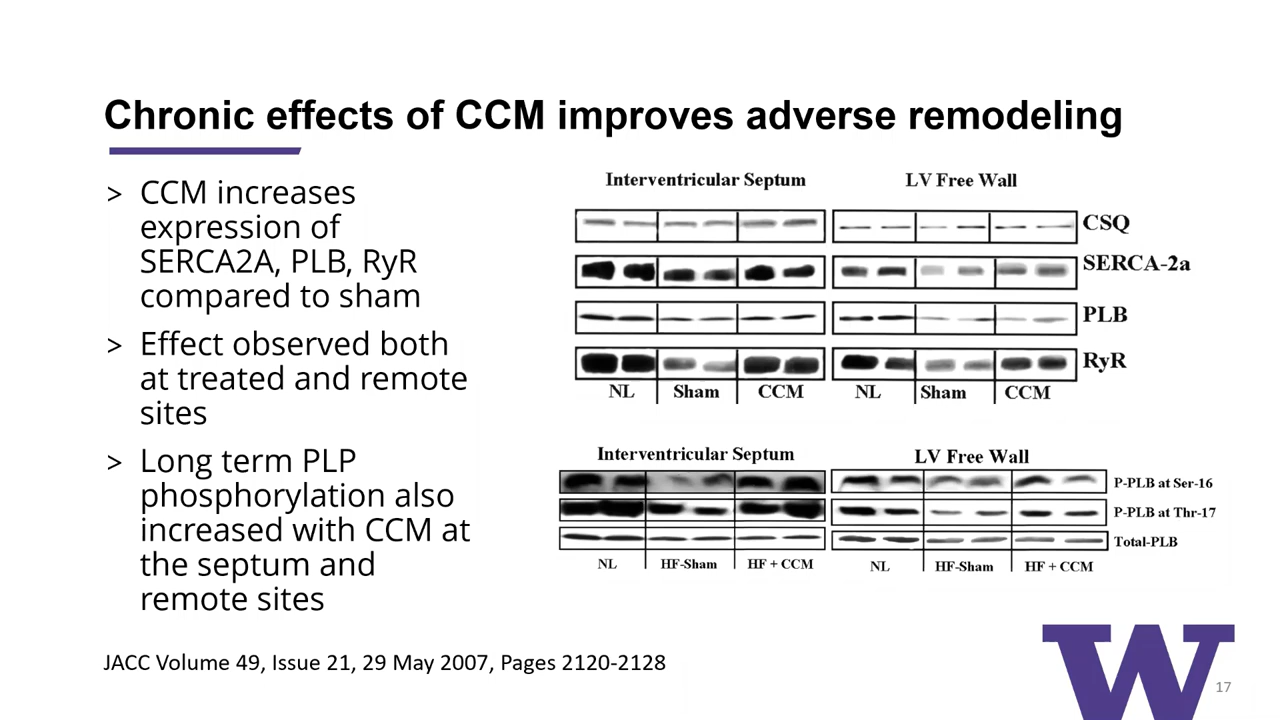 Chronic effects of CCM improves adverse remodeling
> CCM increases
expression of
SERCA2A, PLB, RyR
compared to sham
> Effect observed both
at treated and remote
sites
> Long term PLP
phosphorylation also
increased with CCM at
the septum and
remote sites
Interventricular Septum LV Free Wall
CSQ
SERCA-2a
PLB
RyR
NL Sham CCM NL Sham CCM
Interventricular Septum LV Free Wall
P-PLB at Ser-16
P-PLB at Thr-17
Total-PLB
NL HF-Sham HF + CCM NL HF-Sham HF + CCM
JACC Volume 49, Issue 21, 29 May 2007, Pages 2120-2128
W
17